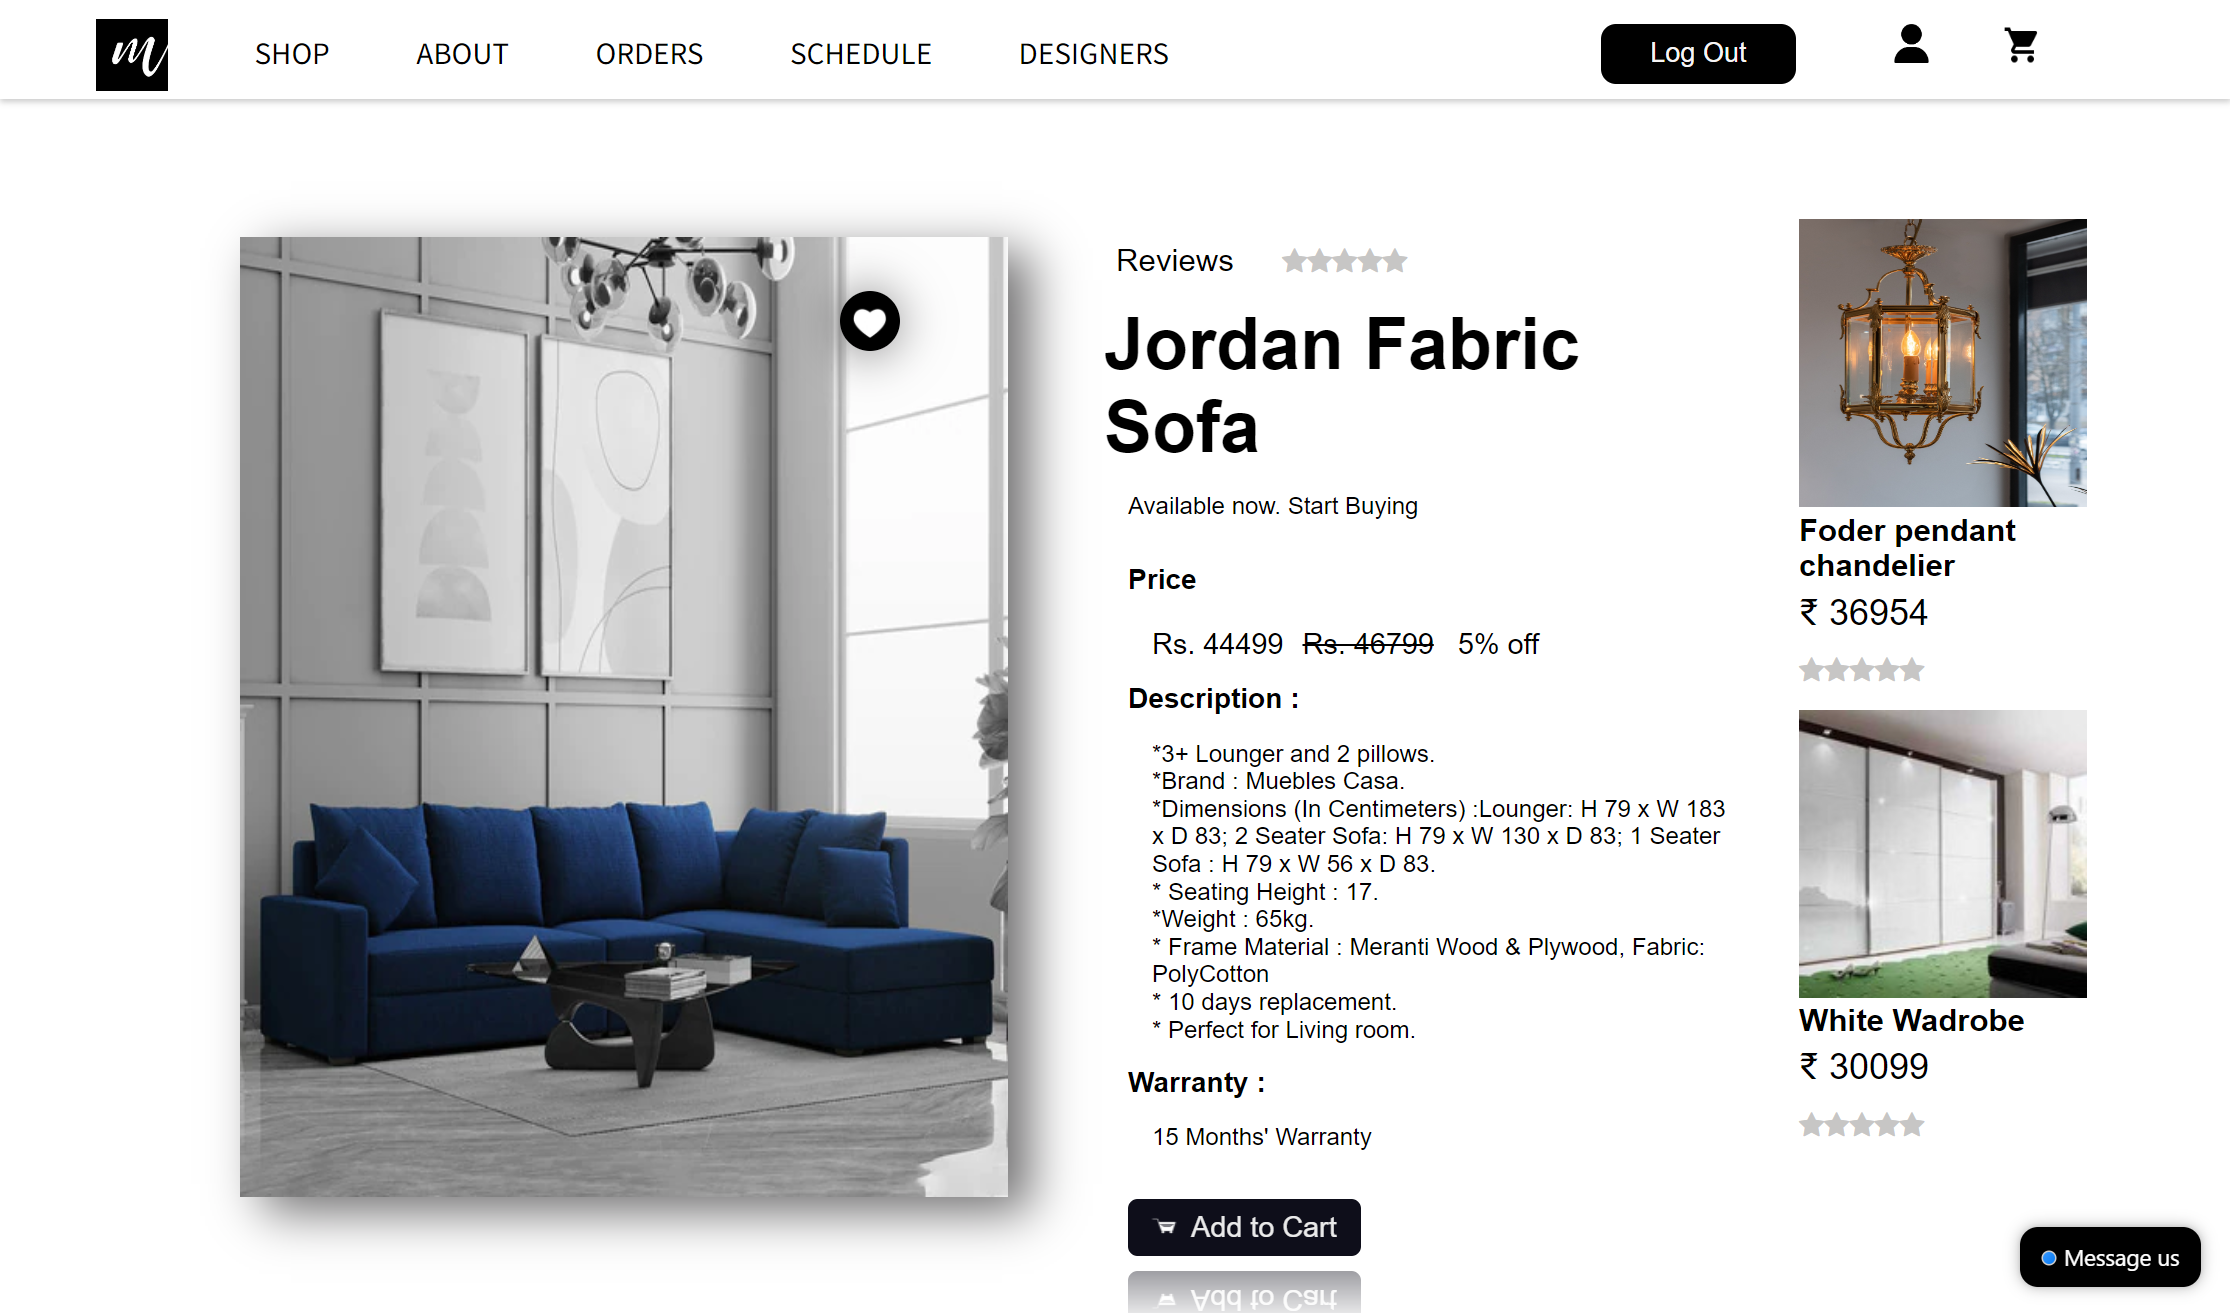 m
SHOP
ABOUT
ORDERS
SCHEDULE
DESIGNERS
Log Out
Reviews
Jordan Fabric
Sofa
Available now. Start Buying
Price
Rs. 44499 Rs. 46799 5% off
Description :
*3+ Lounger and 2 pillows.
*Brand : Muebles Casa.
*Dimensions (In Centimeters) :Lounger: H 79 x W 183
x D 83; 2 Seater Sofa: H 79 x W 130 x D 83; 1 Seater
Sofa : H 79 x W 56 x D 83.
* Seating Height : 17.
*Weight : 65kg.
* Frame Material : Meranti Wood & Plywood, Fabric:
PolyCotton
* 10 days replacement.
* Perfect for Living room.
Warranty :
15 Months' Warranty
Add to Cart
Add to Cart
Foder pendant
chandelier
₹ 36954
White Wadrobe
₹ 30099
Message us